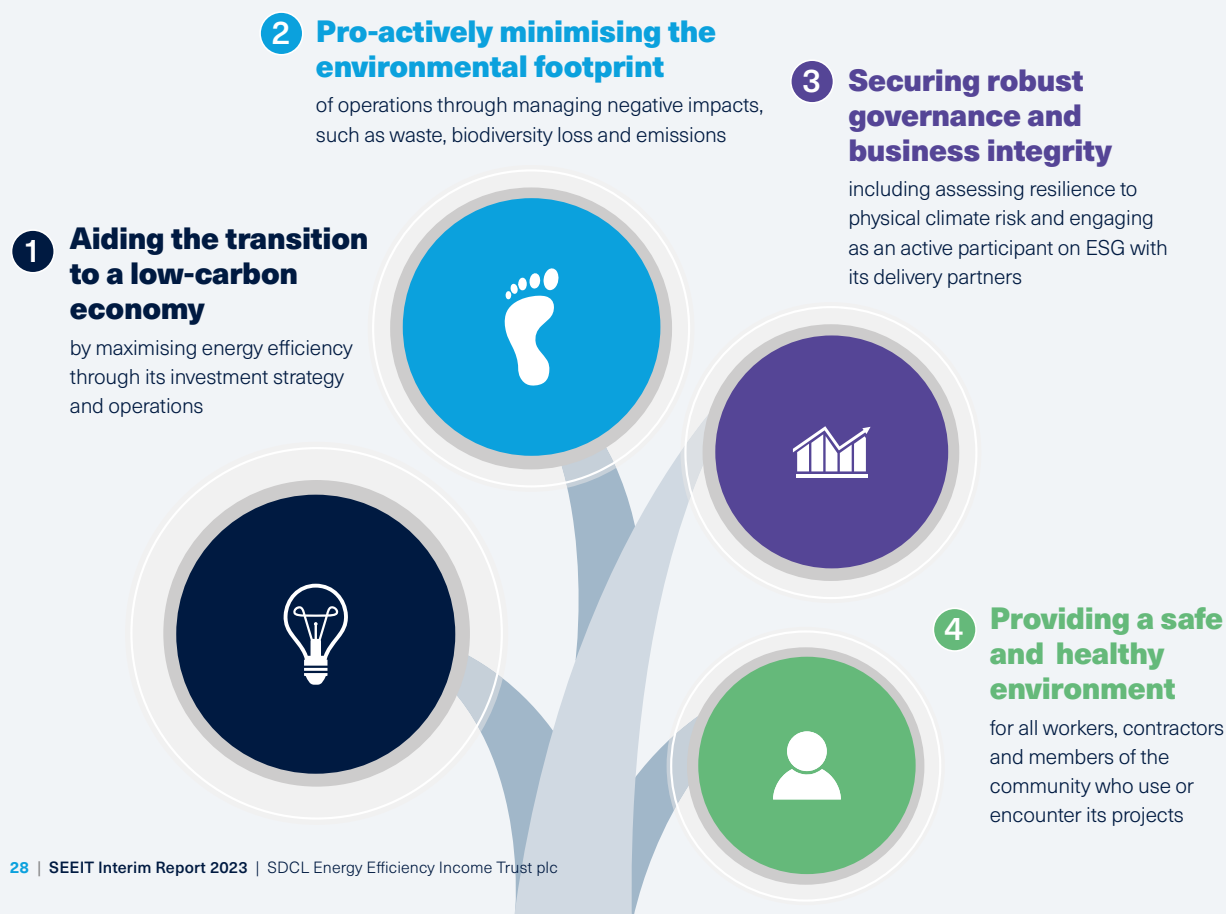 1 Aiding the transition
to a low-carbon
economy
by maximising energy efficiency
through its investment strategy
and operations
2 Pro-actively minimising the
environmental footprint
of operations through managing negative impacts,
such as waste, biodiversity loss and emissions
3 Securing robust
governance and
business integrity
including assessing resilience to
physical climate risk and engaging
as an active participant on ESG with
its delivery partners
4 Providing a safe
and healthy
environment
for all workers, contractors
and members of the
community who use or
encounter its projects
28 | SEEIT Interim Report 2023 | SDCL Energy Efficiency Income Trust plc